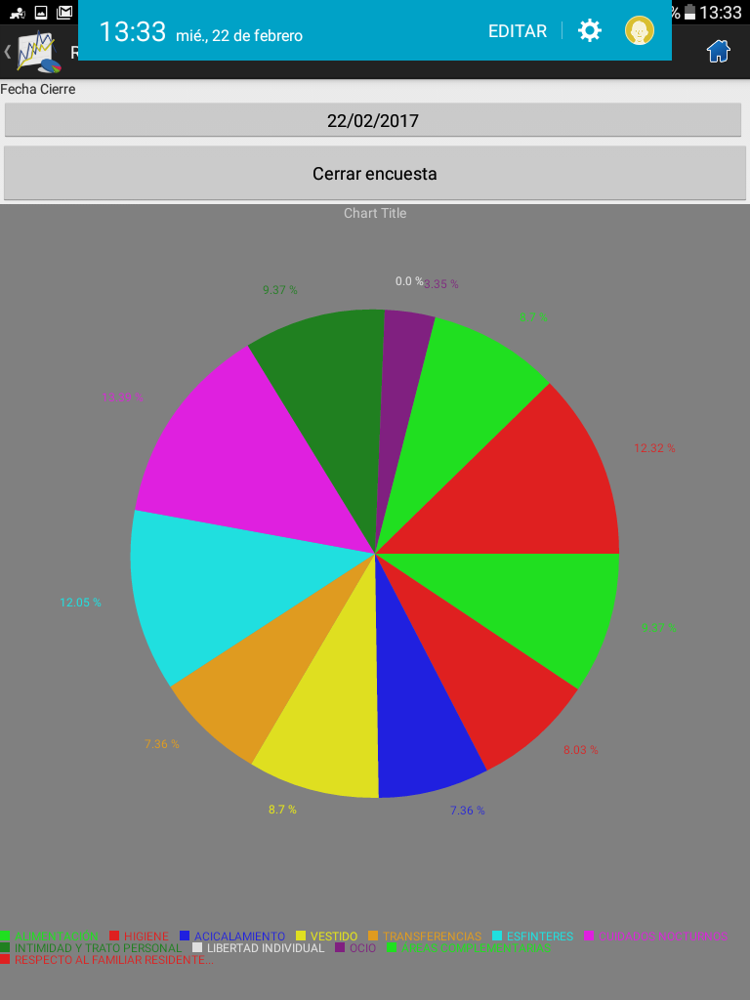 13:33 mié., 22 de febrero EDITAR % 13:33
R
Fecha Cierre
22/02/2017
Cerrar encuesta
Chart Title
9.37 % 0.0 % 3.35 % 8.7 %
13.39 % 12.32 %
12.05 % 9.37 %
7.36 % 8.03 %
8.7 % 7.36 %
ALIMENTACIÓN HIGIENE ACICALAMIENTO VESTIDO TRANSFERENCIAS ESFINTERES CUIDADOS NOCTURNOS
INTIMIDAD Y TRATO PERSONAL LIBERTAD INDIVIDUAL OCIO ÁREAS COMPLEMENTARIAS
RESPECTO AL FAMILIAR RESIDENTE...